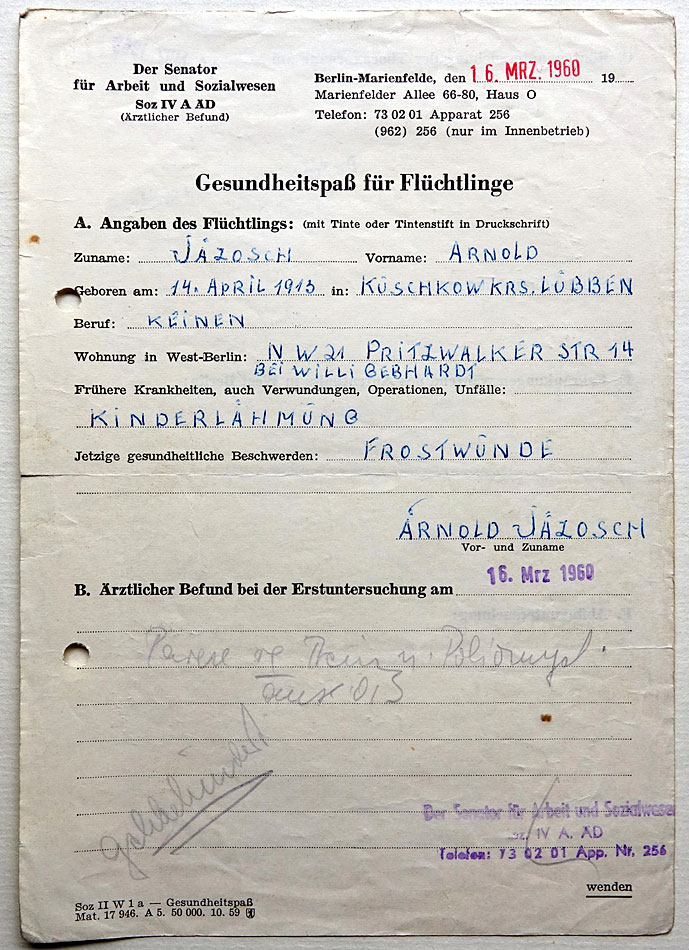 Der Senator
für Arbeit und Sozialwesen
Soz IV A ÄD
(Ärztlicher Befund)
Berlin-Marienfelde, den 16. MRZ. 1960 19
Marienfelder Allee 66-80, Haus O
Telefon: 73 02 01 Apparat 256
(962) 256 (nur im Innenbetrieb)
Gesundheitspaß für Flüchtlinge
A. Angaben des Flüchtlings: (mit Tinte oder Tintenstift in Druckschrift)
Zuname: JÄZOSCH Vorname: ARNOLD
Geboren am: 14. APRIL 1913 in: KUSCHKOW KRS. LÜBBEN
Beruf: KEINEN
Wohnung in West-Berlin: NW21 PRITZWALKER STR 14
BEI WILLI GEBHARDT
Frühere Krankheiten, auch Verwundungen, Operationen, Unfälle:
KINDERLÄHMUNG
Jetzige gesundheitliche Beschwerden: FROSTWUNDE
ARNOLD JÄZOSCH
Vor- und Zuname
B. Ärztlicher Befund bei der Erstuntersuchung am 16. Mrz 1960
Parese Bein n. Poliomyel.
Der Senator für Arbeit und Sozialwesen
Soz. IV A. ÄD
Telefon: 73 02 01 App. Nr. 256
wenden
Soz II W 1 a — Gesundheitspaß
Mat. 17 946. A 5. 50 000. 10. 59